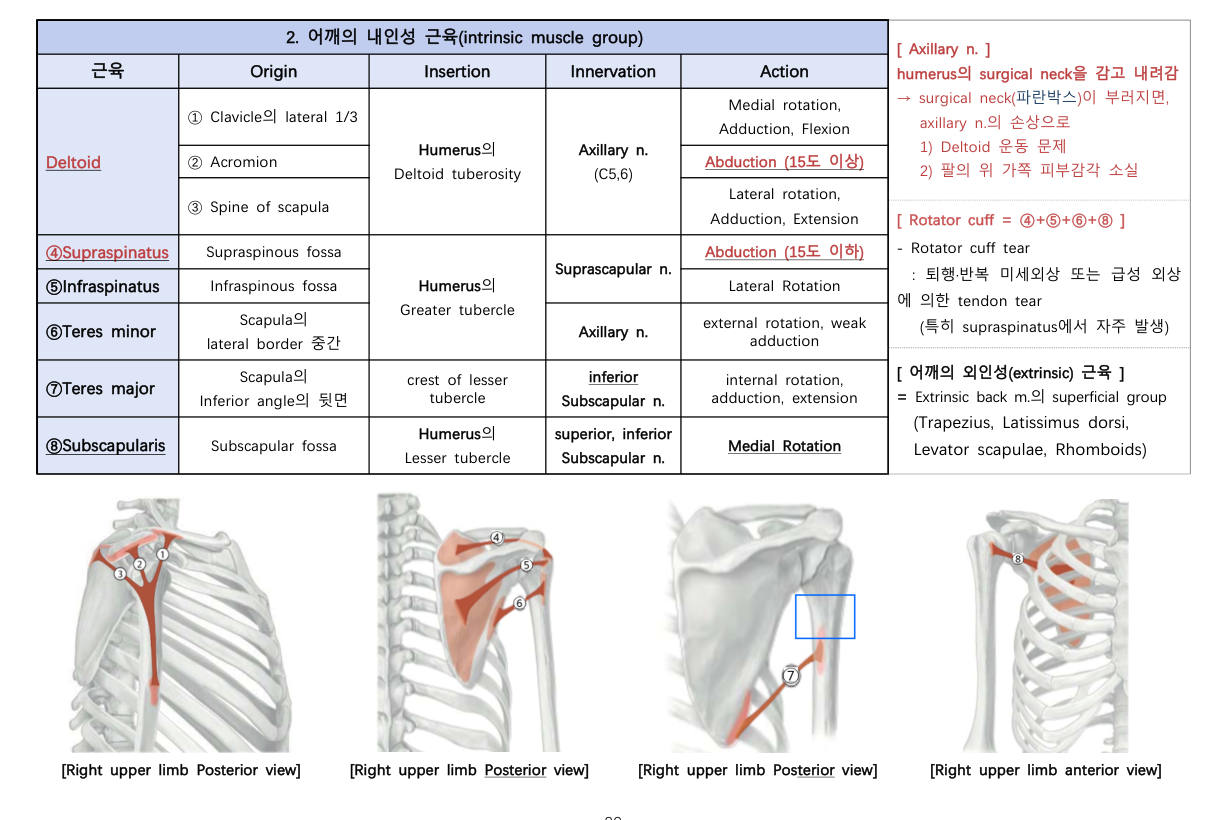 2. 어깨의 내인성 근육(intrinsic muscle group)
근육 Origin Insertion Innervation Action
Deltoid
① Clavicle의 lateral 1/3
② Acromion
③ Spine of scapula
Humerus의
Deltoid tuberosity
Axillary n.
(C5,6)
Medial rotation,
Adduction, Flexion
Abduction (15도 이상)
Lateral rotation,
Adduction, Extension
④Supraspinatus
Supraspinous fossa
Humerus의
Greater tubercle
Suprascapular n.
Abduction (15도 이하)
⑤Infraspinatus
Infraspinous fossa
Lateral Rotation
⑥Teres minor
Scapula의
lateral border 중간
Axillary n.
external rotation, weak
adduction
⑦Teres major
Scapula의
Inferior angle의 뒷면
crest of lesser
tubercle
inferior
Subscapular n.
internal rotation,
adduction, extension
⑧Subscapularis
Subscapular fossa
Humerus의
Lesser tubercle
superior, inferior
Subscapular n.
Medial Rotation
[ Axillary n. ]
humerus의 surgical neck을 감고 내려감
→ surgical neck(파란박스)이 부러지면,
axillary n.의 손상으로
1) Deltoid 운동 문제
2) 팔의 위 가쪽 피부감각 소실
[ Rotator cuff = ④+⑤+⑥+⑧ ]
- Rotator cuff tear
: 퇴행·반복 미세외상 또는 급성 외상
에 의한 tendon tear
(특히 supraspinatus에서 자주 발생)
[ 어깨의 외인성(extrinsic) 근육 ]
= Extrinsic back m.의 superficial group
(Trapezius, Latissimus dorsi,
Levator scapulae, Rhomboids)
①
②
③
④
⑤
⑥
⑦
⑧
[Right upper limb Posterior view]
[Right upper limb Posterior view]
[Right upper limb Posterior view]
[Right upper limb anterior view]